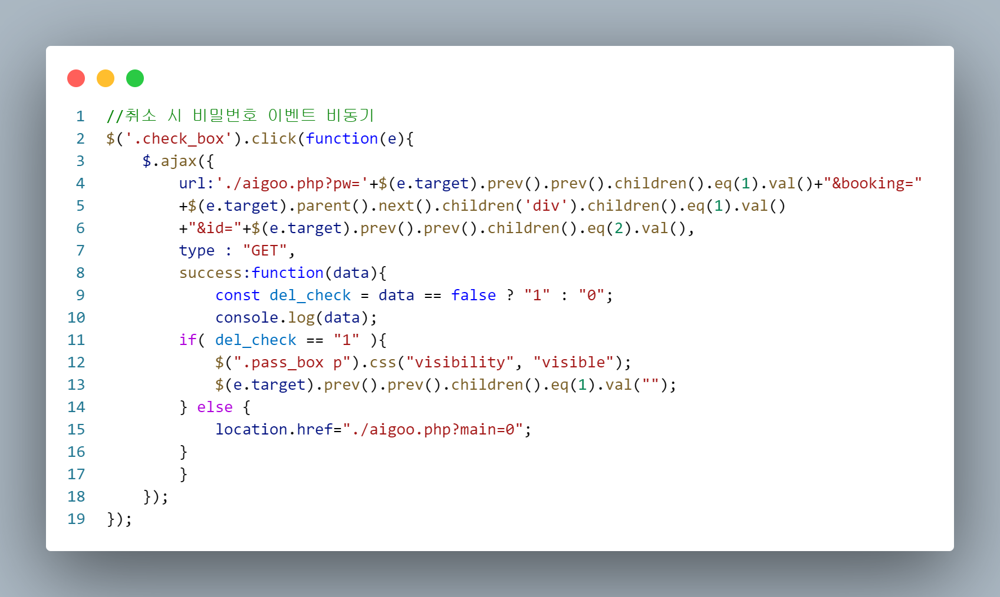 1 //취소 시 비밀번호 이벤트 비동기
2 $('.check_box').click(function(e){
3 $.ajax({
4 url:'./aigoo.php?pw='+$(e.target).prev().prev().children().eq(1).val()+"&booking="
5 +$(e.target).parent().next().children('div').children().eq(1).val()
6 +"&id="+$(e.target).prev().prev().children().eq(2).val(),
7 type : "GET",
8 success:function(data){
9 const del_check = data == false ? "1" : "0";
10 console.log(data);
11 if( del_check == "1" ){
12 $(".pass_box p").css("visibility", "visible");
13 $(e.target).prev().prev().children().eq(1).val("");
14 } else {
15 location.href="./aigoo.php?main=0";
16 }
17 }
18 });
19 });